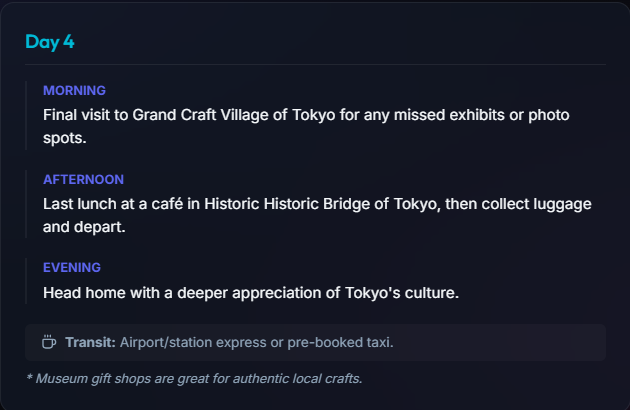 Day 4
MORNING
Final visit to Grand Craft Village of Tokyo for any missed exhibits or photo
spots.
AFTERNOON
Last lunch at a café in Historic Historic Bridge of Tokyo, then collect luggage
and depart.
EVENING
Head home with a deeper appreciation of Tokyo's culture.
Transit: Airport/station express or pre-booked taxi.
* Museum gift shops are great for authentic local crafts.